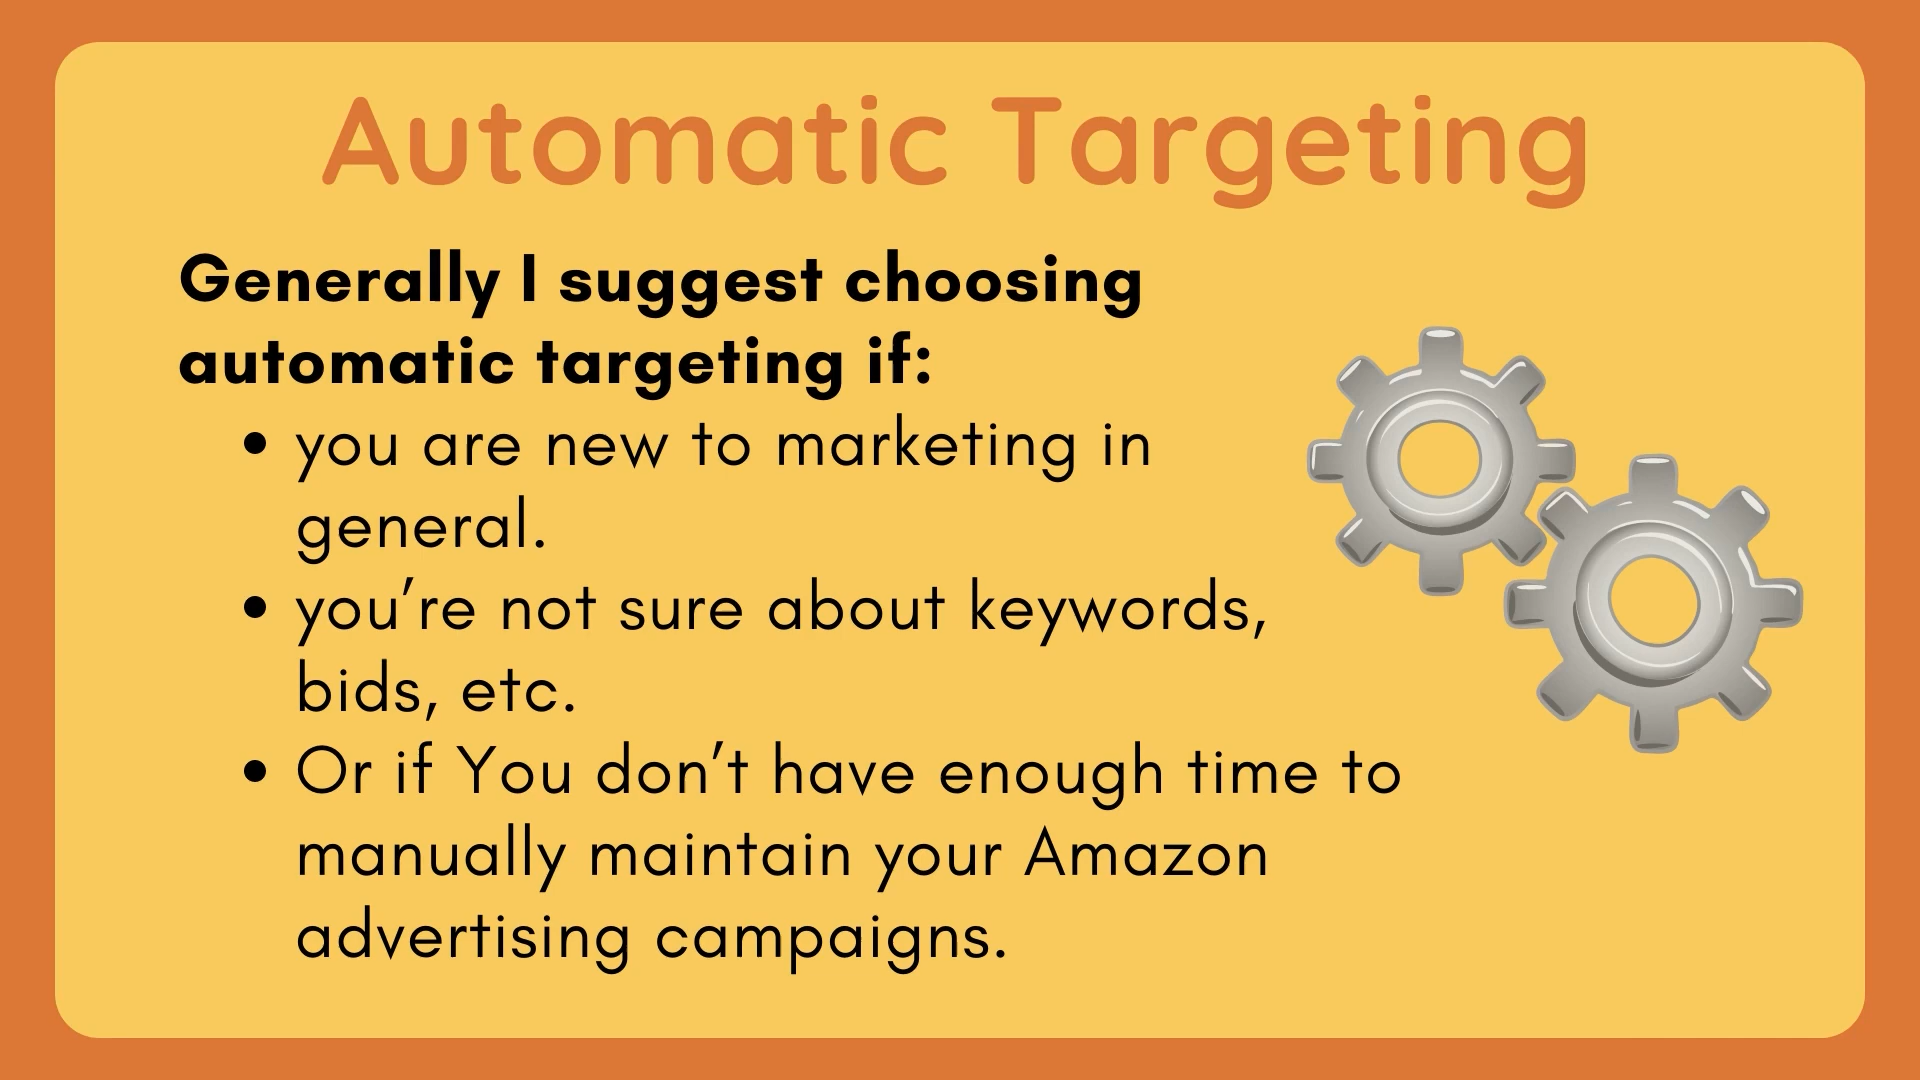 Automatic Targeting
Generally I suggest choosing
automatic targeting if:
• you are new to marketing in
general.
• you’re not sure about keywords,
bids, etc.
• Or if You don’t have enough time to
manually maintain your Amazon
advertising campaigns.